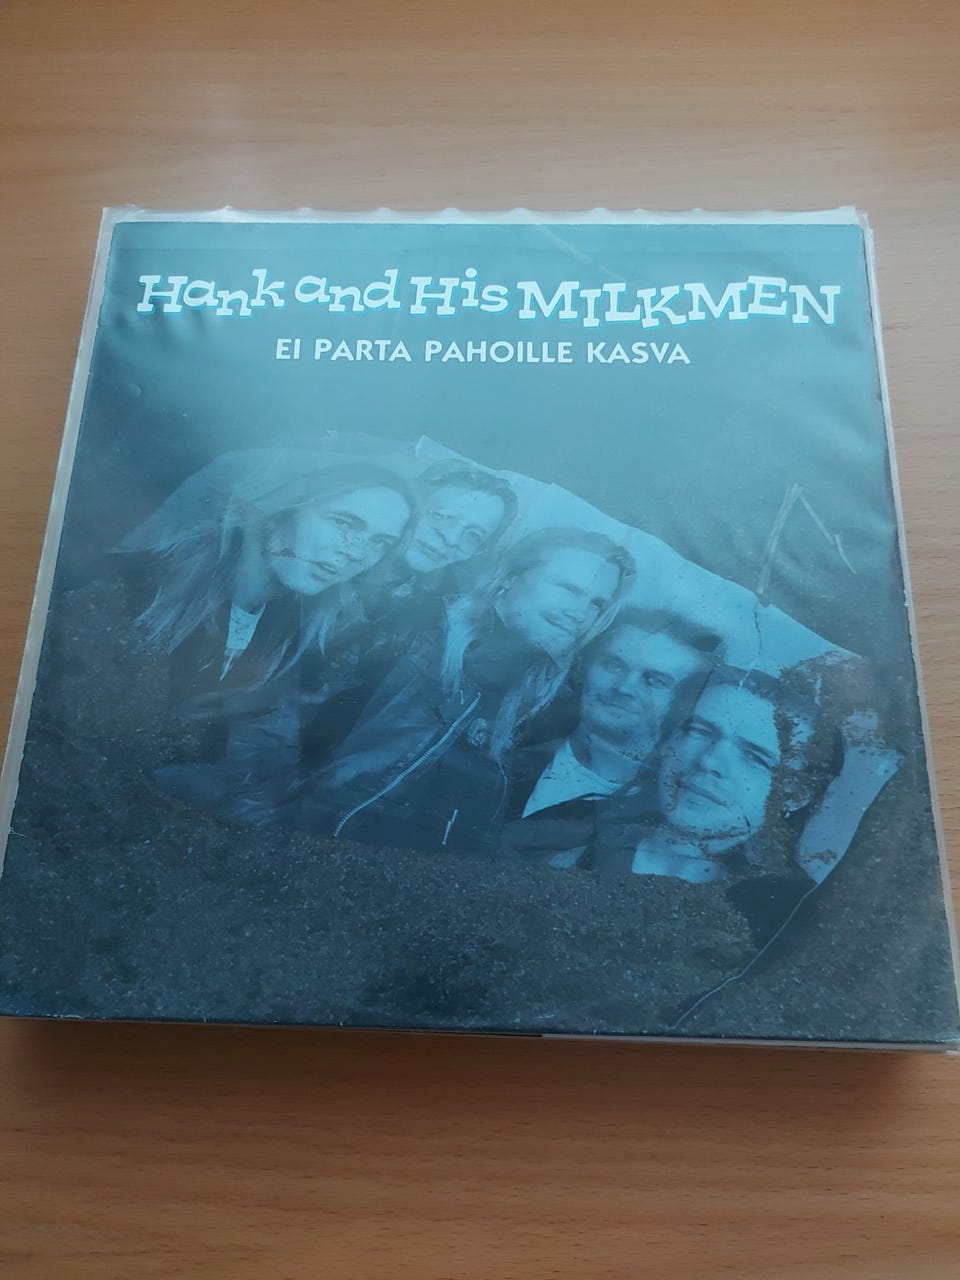 Hank and His MILKMEN
EI PARTA PAHOILLE KASVA